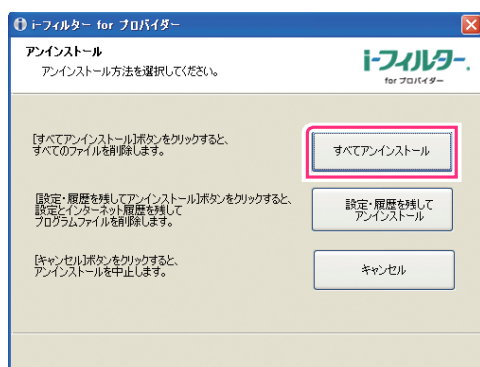 i-フィルター for プロバイダー
アンインストール
アンインストール方法を選択してください。
i-フィルター.
for プロバイダー
[すべてアンインストール]ボタンをクリックすると、
すべてのファイルを削除します。
すべてアンインストール
[設定・履歴を残してアンインストール]ボタンをクリックすると、
設定とインターネット履歴を残して
プログラムファイルを削除します。
設定・履歴を残して
アンインストール
[キャンセル]ボタンをクリックすると、
アンインストールを中止します。
キャンセル